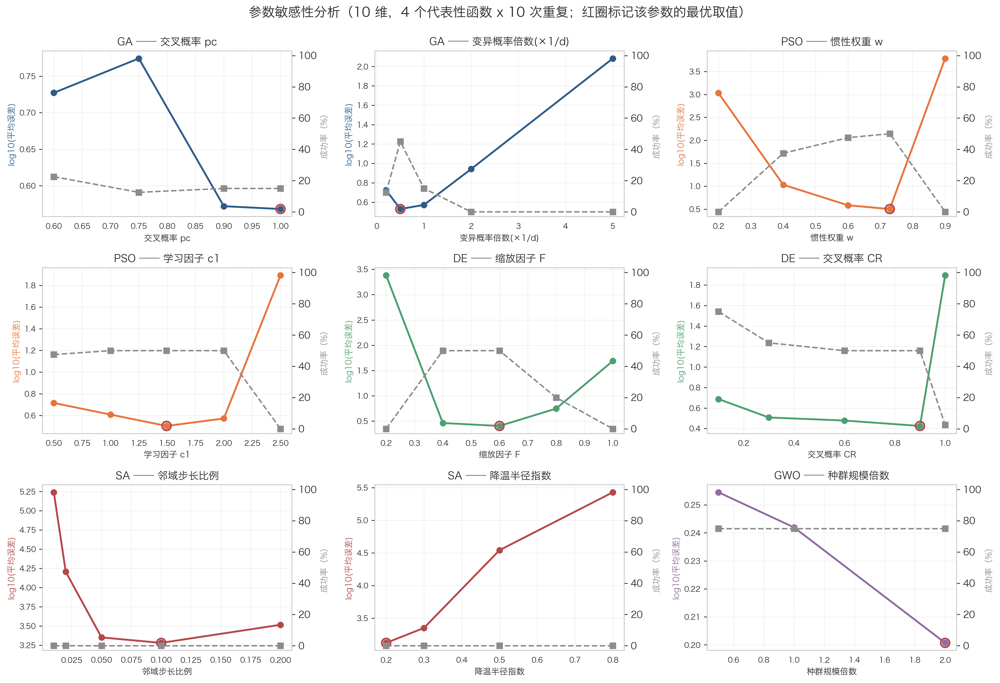 参数敏感性分析（10 维，4 个代表性函数 x 10 次重复；红圈标记该参数的最优取值）
GA —— 交叉概率 pc
log10(平均误差)
0.75
0.70
0.65
0.60
100
80
60
40
20
0
成功率（%）
0.60 0.65 0.70 0.75 0.80 0.85 0.90 0.95 1.00
交叉概率 pc
GA —— 变异概率倍数(×1/d)
log10(平均误差)
2.0
1.8
1.6
1.4
1.2
1.0
0.8
0.6
100
80
60
40
20
0
成功率（%）
0 1 2 3 4 5
变异概率倍数(×1/d)
PSO —— 惯性权重 w
log10(平均误差)
3.5
3.0
2.5
2.0
1.5
1.0
0.5
100
80
60
40
20
0
成功率（%）
0.2 0.3 0.4 0.5 0.6 0.7 0.8 0.9
惯性权重 w
PSO —— 学习因子 c1
log10(平均误差)
1.8
1.6
1.4
1.2
1.0
0.8
0.6
100
80
60
40
20
0
成功率（%）
0.50 0.75 1.00 1.25 1.50 1.75 2.00 2.25 2.50
学习因子 c1
DE —— 缩放因子 F
log10(平均误差)
3.5
3.0
2.5
2.0
1.5
1.0
0.5
100
80
60
40
20
0
成功率（%）
0.2 0.3 0.4 0.5 0.6 0.7 0.8 0.9 1.0
缩放因子 F
DE —— 交叉概率 CR
log10(平均误差)
1.8
1.6
1.4
1.2
1.0
0.8
0.6
0.4
100
80
60
40
20
0
成功率（%）
0.2 0.4 0.6 0.8 1.0
交叉概率 CR
SA —— 邻域步长比例
log10(平均误差)
5.25
5.00
4.75
4.50
4.25
4.00
3.75
3.50
3.25
100
80
60
40
20
0
成功率（%）
0.025 0.050 0.075 0.100 0.125 0.150 0.175 0.200
邻域步长比例
SA —— 降温半径指数
log10(平均误差)
5.5
5.0
4.5
4.0
3.5
100
80
60
40
20
0
成功率（%）
0.2 0.3 0.4 0.5 0.6 0.7 0.8
降温半径指数
GWO —— 种群规模倍数
log10(平均误差)
0.25
0.24
0.23
0.22
0.21
0.20
100
80
60
40
20
0
成功率（%）
0.6 0.8 1.0 1.2 1.4 1.6 1.8 2.0
种群规模倍数